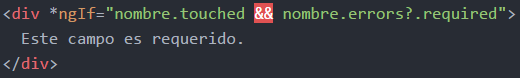 <div *ngIf="nombre.touched && nombre.errors?.required">
  Este campo es requerido.
</div>